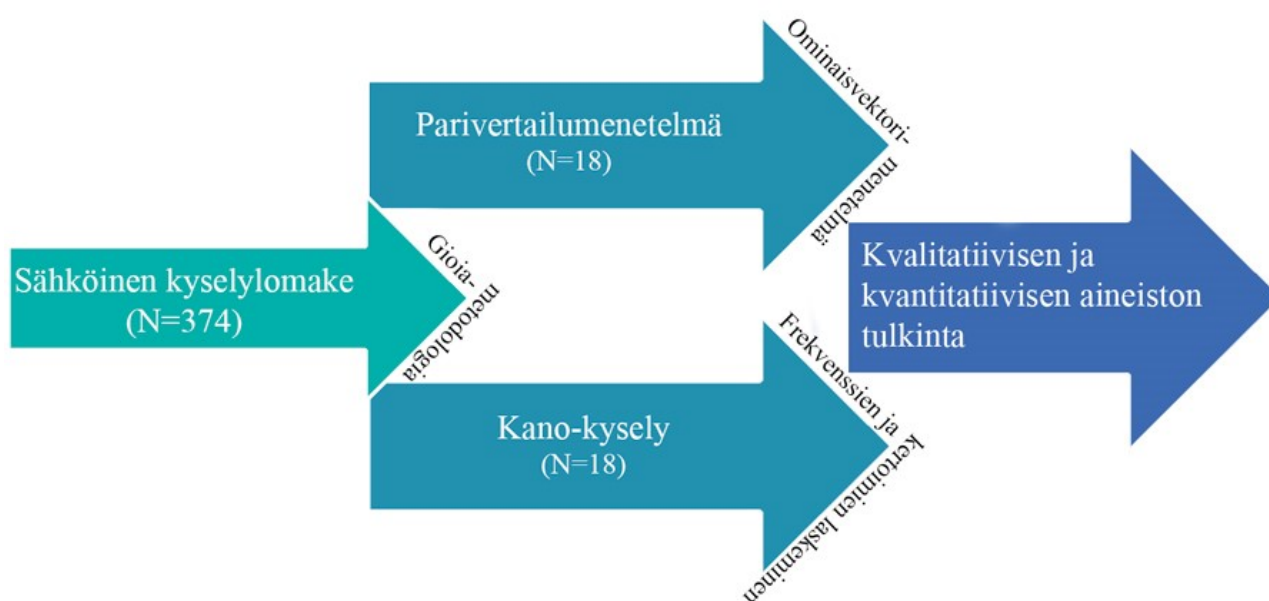 Sähköinen kyselylomake
(N=374)
Gioia-
metodologia
Parivertailumenetelmä
(N=18)
Ominaisvektori-
menetelmä
Kano-kysely
(N=18)
Frekvenssien ja
kertoimien laskeminen
Kvalitatiivisen ja
kvantitatiivisen aineiston
tulkinta